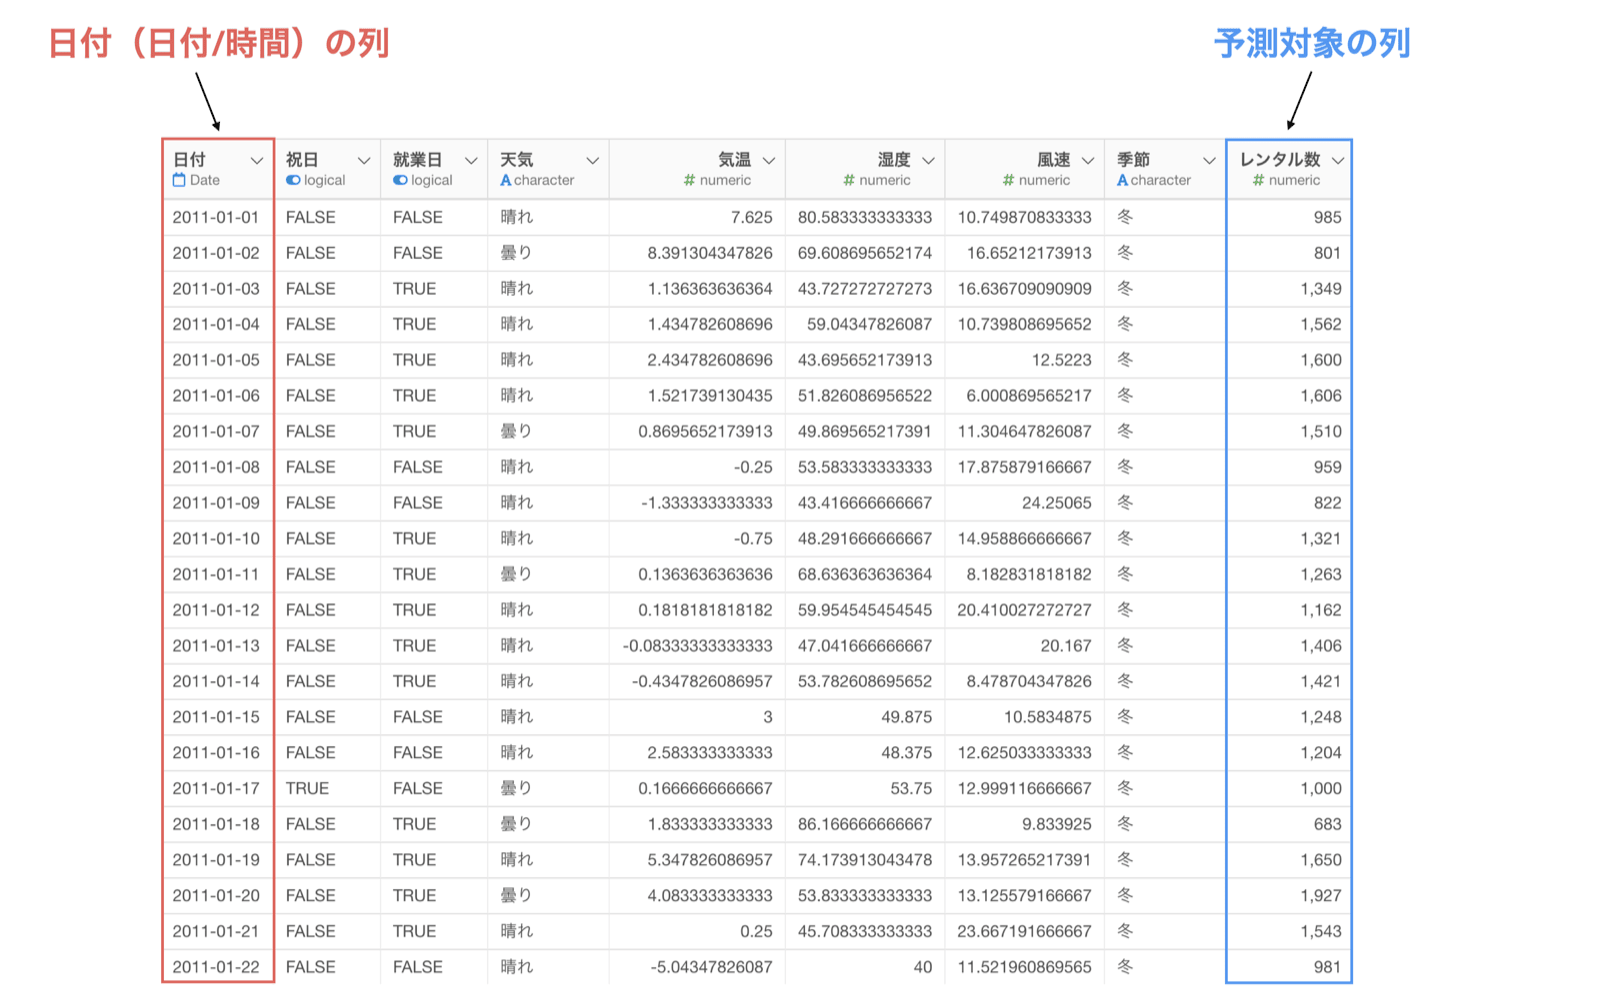 日付（日付/時間）の列 予測対象の列
日付 祝日 就業日 天気 気温 湿度 風速 季節 レンタル数
Date logical logical character numeric numeric numeric character numeric
2011-01-01 FALSE FALSE 晴れ 7.625 80.583333333333 10.749870833333 冬 985
2011-01-02 FALSE FALSE 曇り 8.391304347826 69.608695652174 16.65212173913 冬 801
2011-01-03 FALSE TRUE 晴れ 1.136363636364 43.727272727273 16.636709090909 冬 1,349
2011-01-04 FALSE TRUE 晴れ 1.434782608696 59.04347826087 10.739808695652 冬 1,562
2011-01-05 FALSE TRUE 晴れ 2.434782608696 43.695652173913 12.5223 冬 1,600
2011-01-06 FALSE TRUE 晴れ 1.521739130435 51.826086956522 6.000869565217 冬 1,606
2011-01-07 FALSE TRUE 曇り 0.8695652173913 49.869565217391 11.304647826087 冬 1,510
2011-01-08 FALSE FALSE 晴れ -0.25 53.583333333333 17.875879166667 冬 959
2011-01-09 FALSE FALSE 晴れ -1.333333333333 43.416666666667 24.25065 冬 822
2011-01-10 FALSE TRUE 晴れ -0.75 48.291666666667 14.958866666667 冬 1,321
2011-01-11 FALSE TRUE 曇り 0.1363636363636 68.636363636364 8.182831818182 冬 1,263
2011-01-12 FALSE TRUE 晴れ 0.1818181818182 59.954545454545 20.410027272727 冬 1,162
2011-01-13 FALSE TRUE 晴れ -0.08333333333333 47.041666666667 20.167 冬 1,406
2011-01-14 FALSE TRUE 晴れ -0.4347826086957 53.782608695652 8.478704347826 冬 1,421
2011-01-15 FALSE FALSE 晴れ 3 49.875 10.5834875 冬 1,248
2011-01-16 FALSE FALSE 晴れ 2.583333333333 48.375 12.625033333333 冬 1,204
2011-01-17 TRUE FALSE 曇り 0.1666666666667 53.75 12.999116666667 冬 1,000
2011-01-18 FALSE TRUE 曇り 1.833333333333 86.166666666667 9.833925 冬 683
2011-01-19 FALSE TRUE 晴れ 5.347826086957 74.173913043478 13.957265217391 冬 1,650
2011-01-20 FALSE TRUE 曇り 4.083333333333 53.833333333333 13.125579166667 冬 1,927
2011-01-21 FALSE TRUE 晴れ 0.25 45.708333333333 23.667191666667 冬 1,543
2011-01-22 FALSE FALSE 晴れ -5.04347826087 40 11.521960869565 冬 981